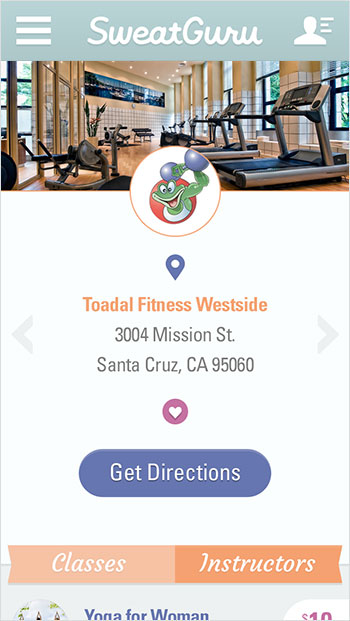 SweatGuru
Toadal Fitness Westside
3004 Mission St.
Santa Cruz, CA 95060
Get Directions
Classes
Instructors
Yoga for Woman
$10